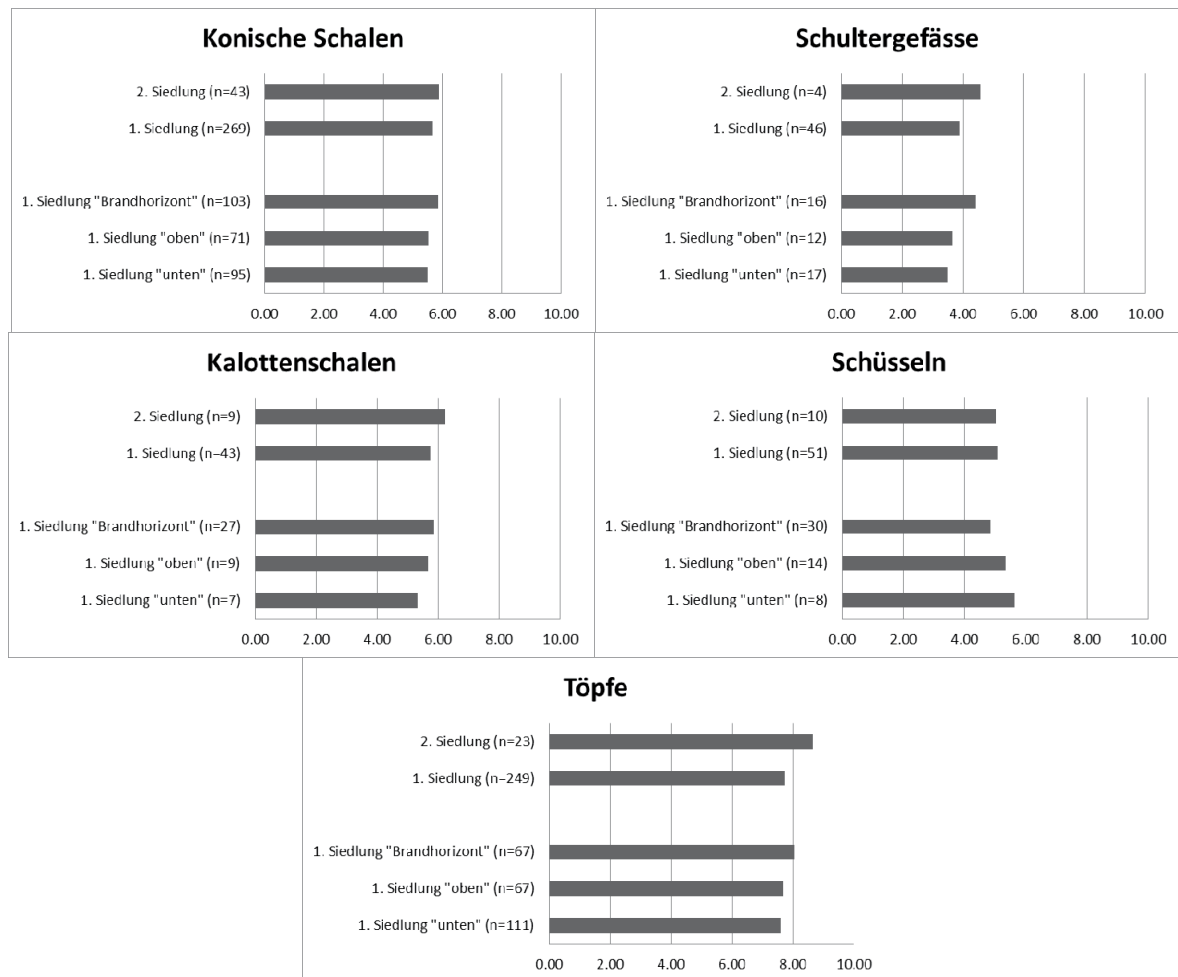 Konische Schalen
2. Siedlung (n=43)
1. Siedlung (n=269)
1. Siedlung "Brandhorizont" (n=103)
1. Siedlung "oben" (n=71)
1. Siedlung "unten" (n=95)
0.00 2.00 4.00 6.00 8.00 10.00
Schultergefässe
2. Siedlung (n=4)
1. Siedlung (n=46)
1. Siedlung "Brandhorizont" (n=16)
1. Siedlung "oben" (n=12)
1. Siedlung "unten" (n=17)
0.00 2.00 4.00 6.00 8.00 10.00
Kalottenschalen
2. Siedlung (n=9)
1. Siedlung (n=43)
1. Siedlung "Brandhorizont" (n=27)
1. Siedlung "oben" (n=9)
1. Siedlung "unten" (n=7)
0.00 2.00 4.00 6.00 8.00 10.00
Schüsseln
2. Siedlung (n=10)
1. Siedlung (n=51)
1. Siedlung "Brandhorizont" (n=30)
1. Siedlung "oben" (n=14)
1. Siedlung "unten" (n=8)
0.00 2.00 4.00 6.00 8.00 10.00
Töpfe
2. Siedlung (n=23)
1. Siedlung (n=249)
1. Siedlung "Brandhorizont" (n=67)
1. Siedlung "oben" (n=67)
1. Siedlung "unten" (n=111)
0.00 2.00 4.00 6.00 8.00 10.00